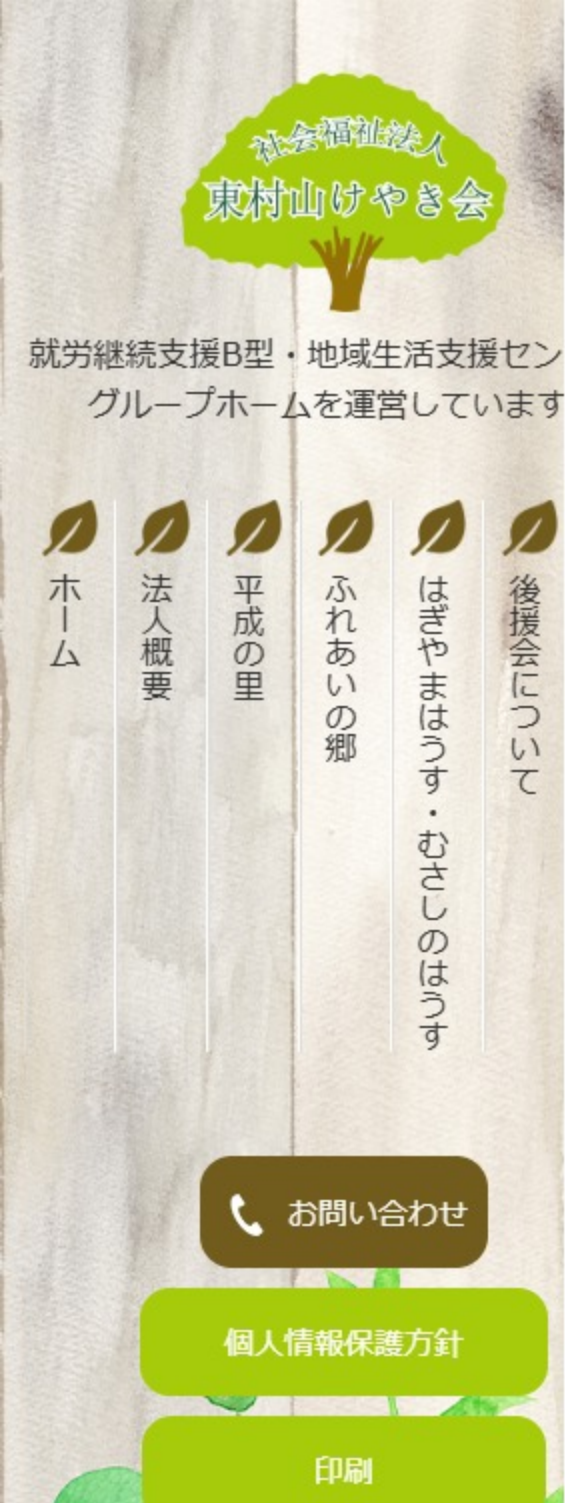 社会福祉法人
東村山けやき会
就労継続支援B型・地域生活支援セン
グループホームを運営しています
ホーム
法人概要
平成の里
ふれあいの郷
はぎやまはうす・むさしのはうす
後援会について
お問い合わせ
個人情報保護方針
印刷